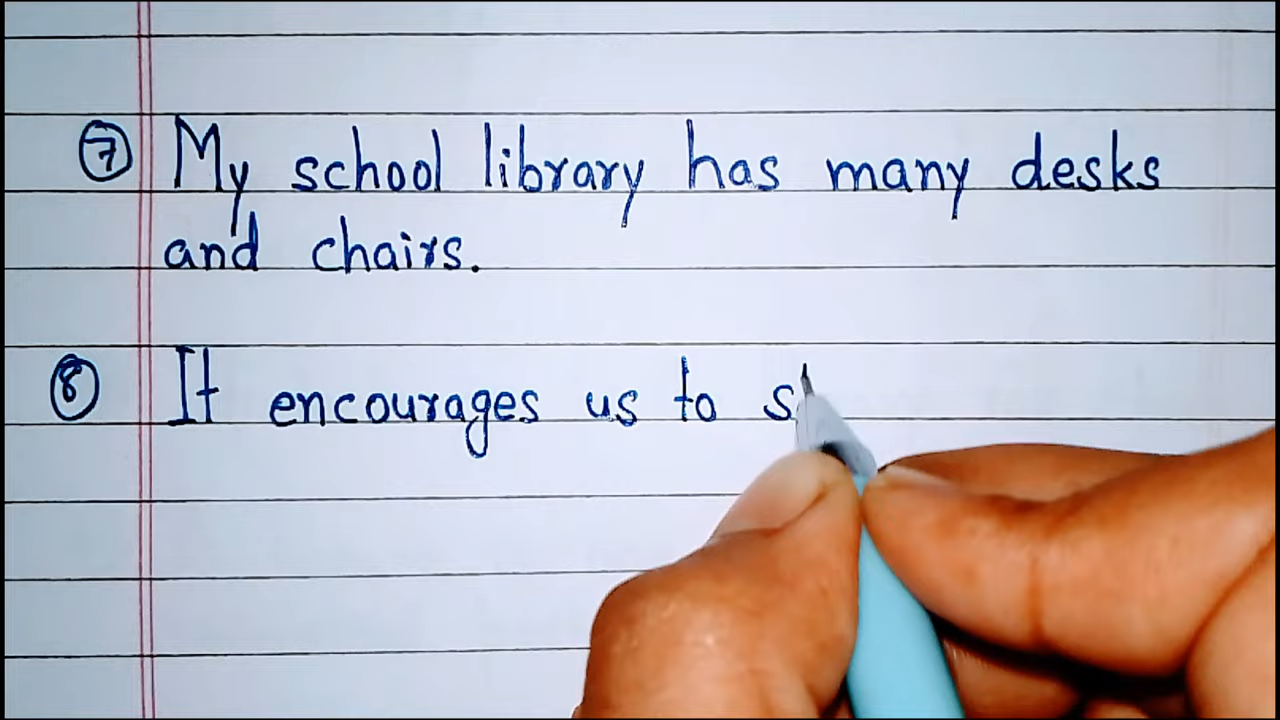 7 My school library has many desks
and chairs.
8 It encourages us to s